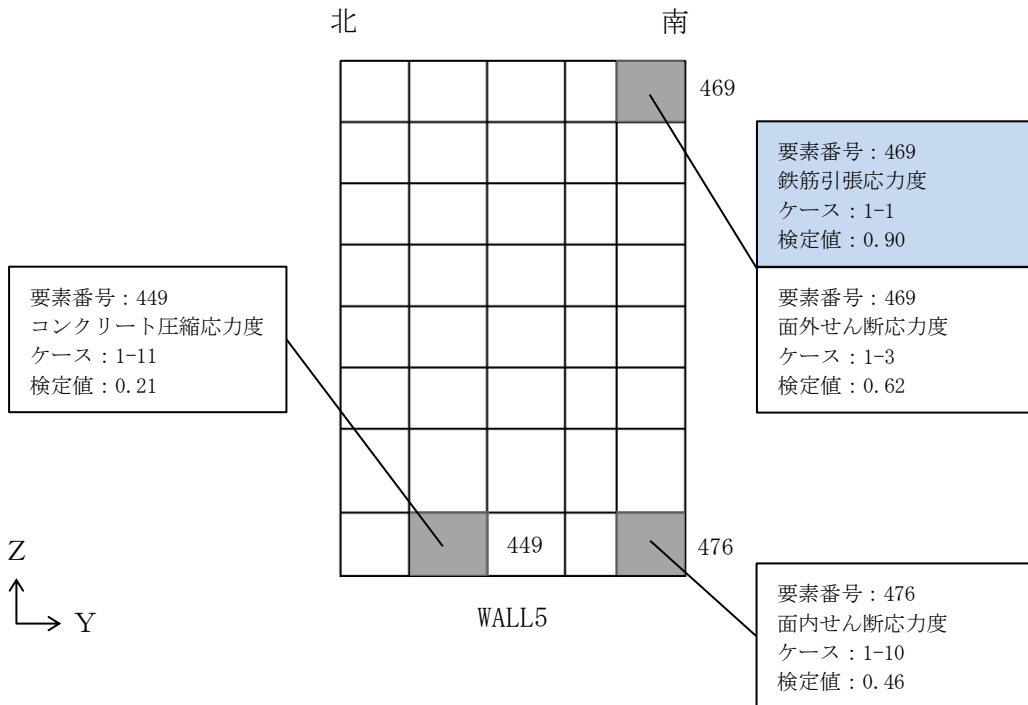 北
南
469
要素番号：469
鉄筋引張応力度
ケース：1-1
検定値：0.90
要素番号：469
面外せん断応力度
ケース：1-3
検定値：0.62
要素番号：449
コンクリート圧縮応力度
ケース：1-11
検定値：0.21
449
476
要素番号：476
面内せん断応力度
ケース：1-10
検定値：0.46
Z
Y
WALL5